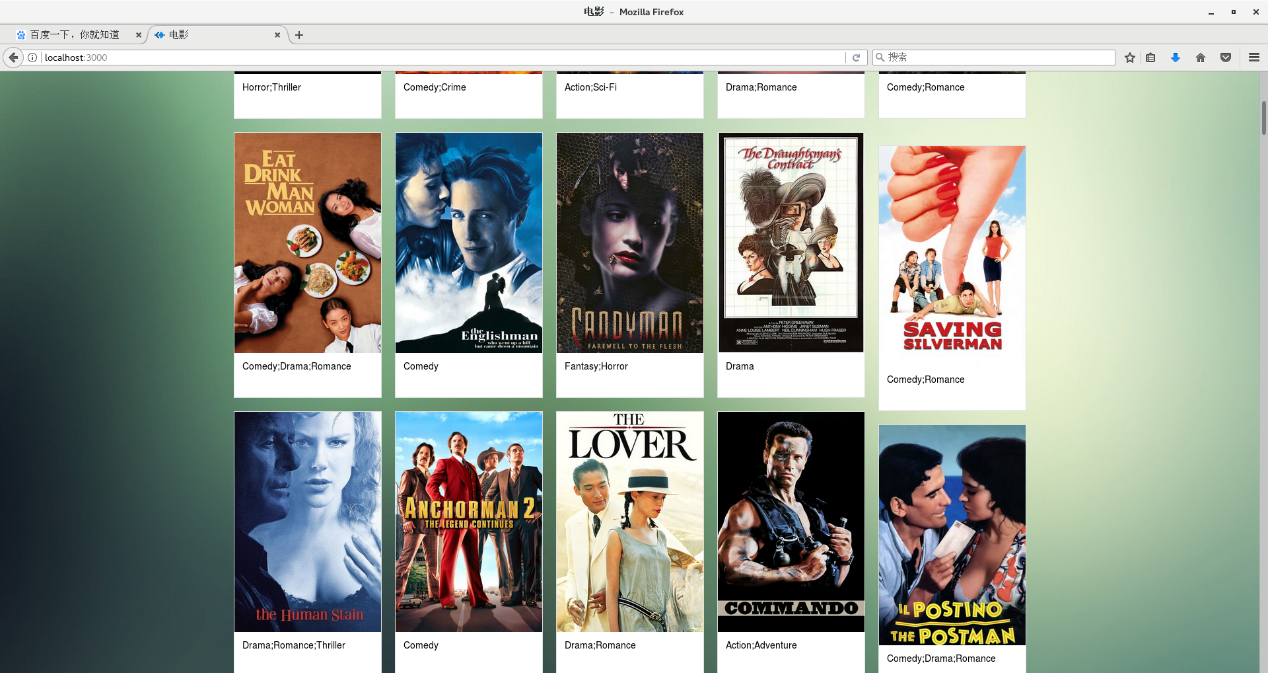 电影 - Mozilla Firefox
百度一下，你就知道
电影
localhost:3000
搜索
Horror;Thriller
Comedy;Crime
Action;Sci-Fi
Drama;Romance
Comedy;Romance
EAT
DRINK
MAN
WOMAN
the
Englishman
who went up a hill
but came down a mountain
CANDYMAN
FAREWELL TO THE FLESH
The Draughtsman's
Contract
SAVING
SILVERMAN
Comedy;Drama;Romance
Comedy
Fantasy;Horror
Drama
Comedy;Romance
the Human Stain
ANCHORMAN 2
THE LEGEND CONTINUES
THE
LOVER
COMMANDO
IL POSTINO
THE POSTMAN
Drama;Romance;Thriller
Comedy
Drama;Romance
Action;Adventure
Comedy;Drama;Romance